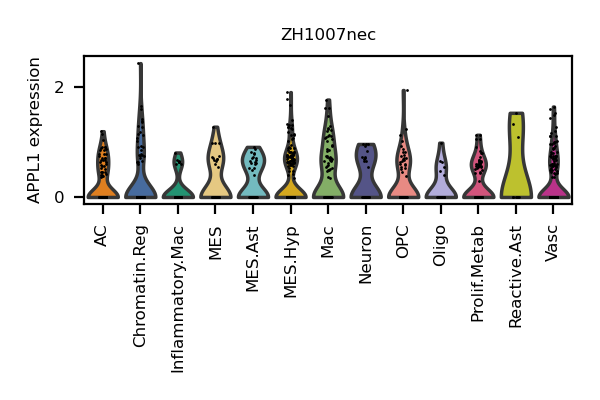 ZH1007nec
APPL1 expression
2
0
AC
Chromatin.Reg
Inflammatory.Mac
MES
MES.Ast
MES.Hyp
Mac
Neuron
OPC
Oligo
Prolif.Metab
Reactive.Ast
Vasc